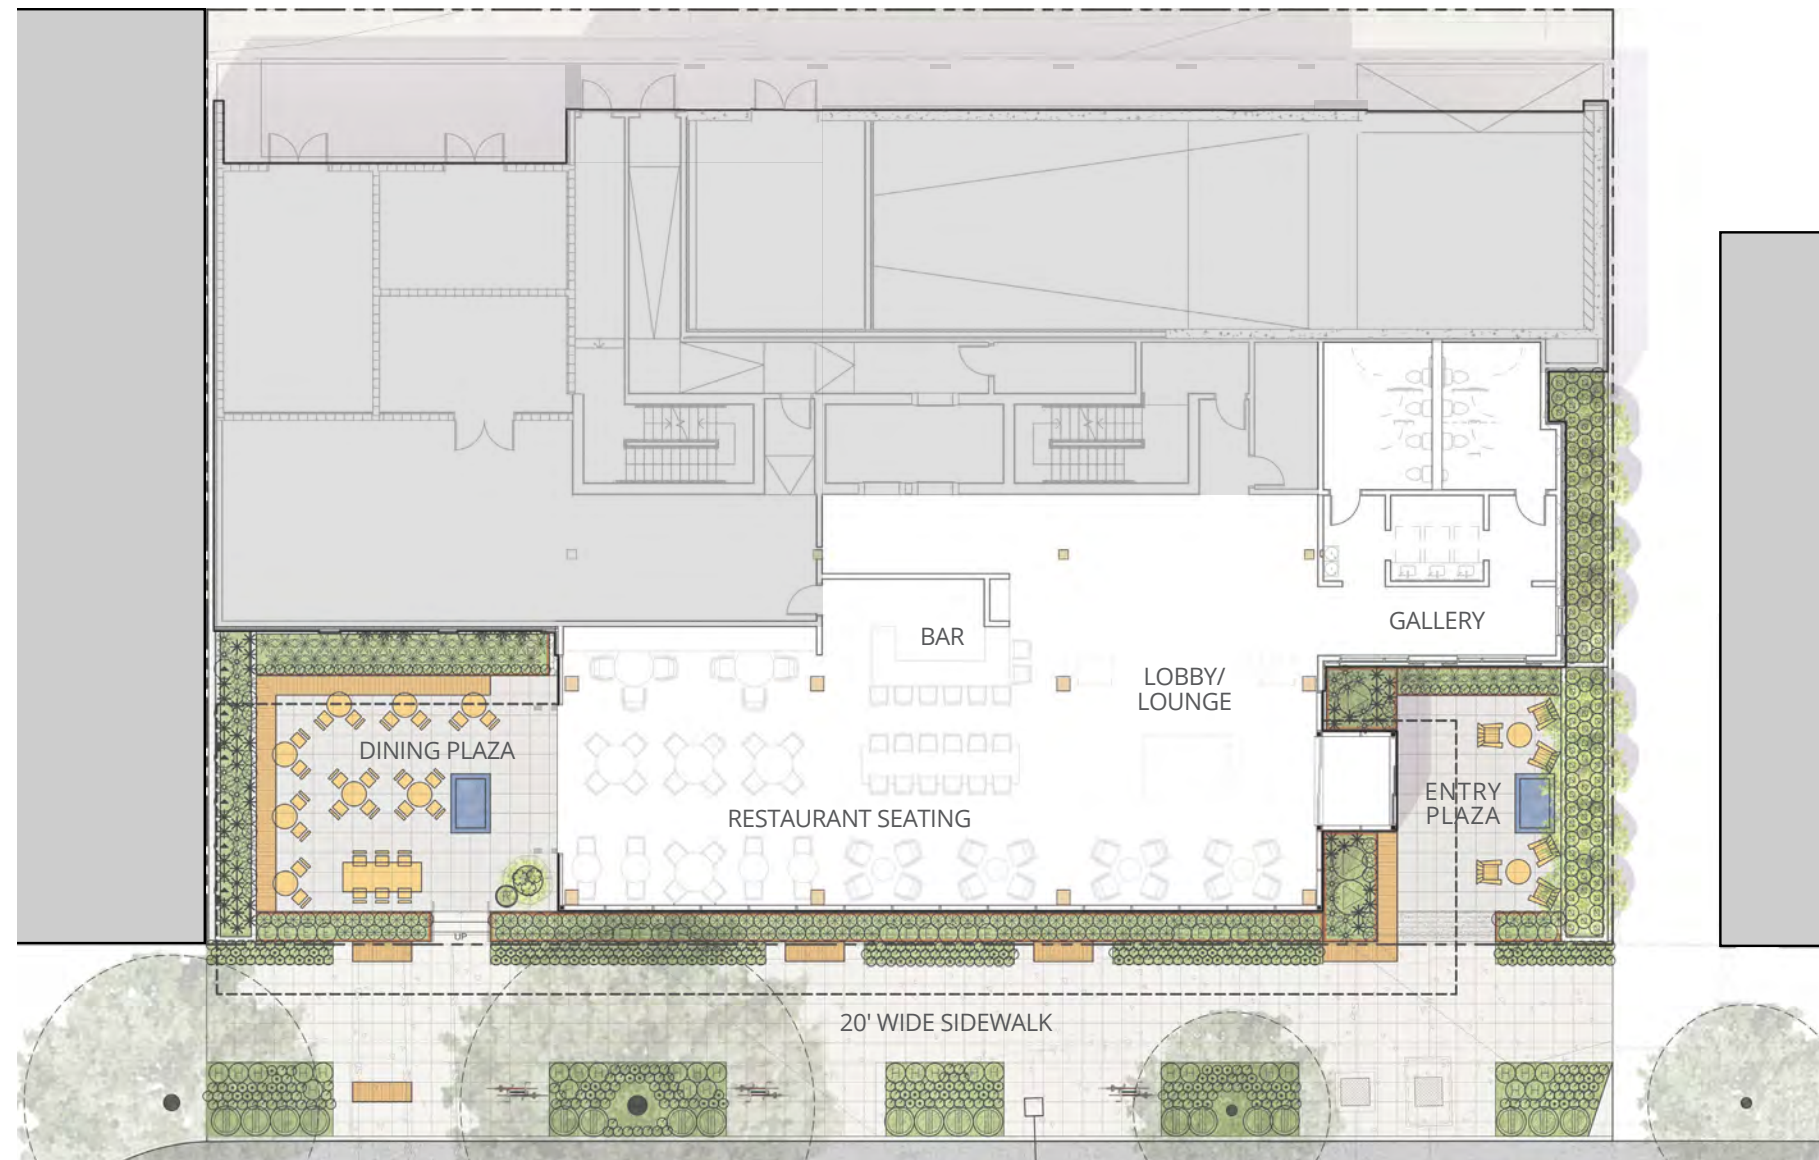 BAR
GALLERY
LOBBY/
LOUNGE
DINING PLAZA
RESTAURANT SEATING
ENTRY
PLAZA
UP
20' WIDE SIDEWALK